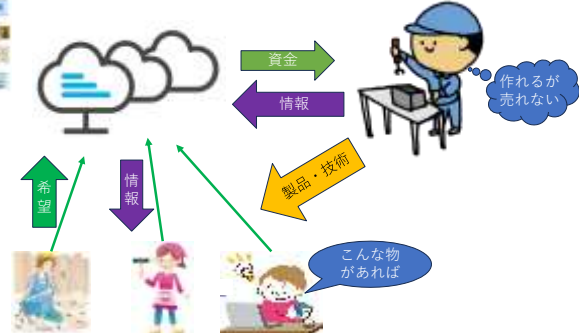 資金
情報
作れるが
売れない
製品・技術
希望
情報
こんな物
があれば